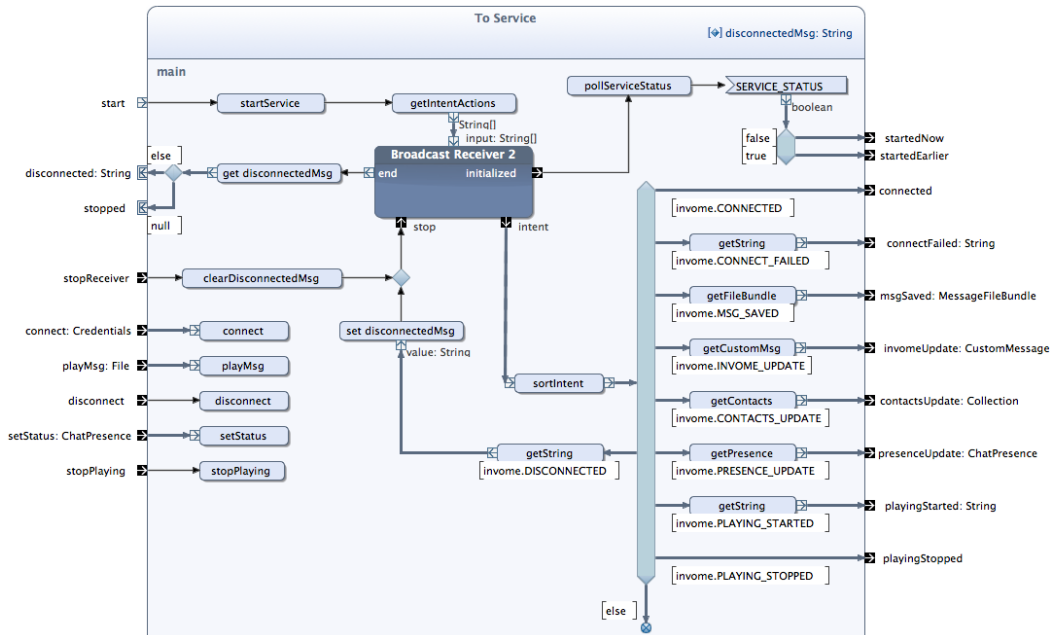 To Service
disconnectedMsg: String
main
start
startService
getIntentActions
pollServiceStatus
SERVICE_STATUS
boolean
String[]
input: String[]
false
true
startedNow
startedEarlier
else
disconnected: String
get disconnectedMsg
Broadcast Receiver 2
end
initialized
stopped
null
stop
intent
connected
invome.CONNECTED
getString
connectFailed: String
invome.CONNECT_FAILED
stopReceiver
clearDisconnectedMsg
getFileBundle
msgSaved: MessageFileBundle
invome.MSG_SAVED
connect: Credentials
connect
set disconnectedMsg
value: String
getCustomMsg
invomeUpdate: CustomMessage
invome.INVOME_UPDATE
playMsg: File
playMsg
sortIntent
disconnect
disconnect
getContacts
contactsUpdate: Collection
invome.CONTACTS_UPDATE
setStatus: ChatPresence
setStatus
getString
invome.DISCONNECTED
getPresence
presenceUpdate: ChatPresence
invome.PRESENCE_UPDATE
stopPlaying
stopPlaying
getString
playingStarted: String
invome.PLAYING_STARTED
playingStopped
invome.PLAYING_STOPPED
else